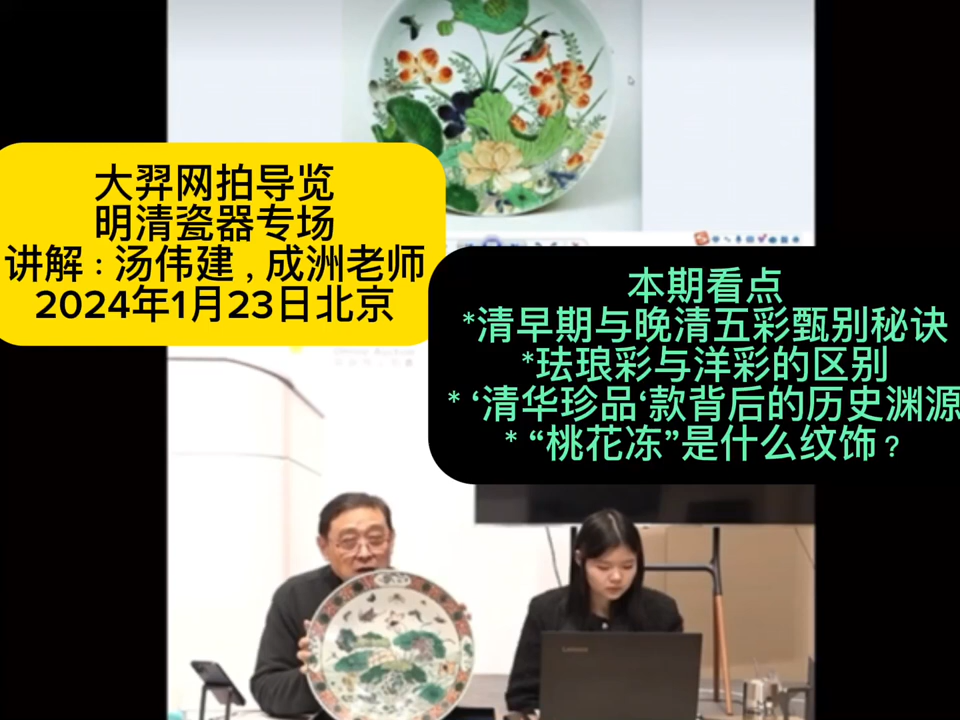 大羿网拍导览
明清瓷器专场
讲解：汤伟建，成洲老师
2024年1月23日北京
本期看点
*清早期与晚清五彩甄别秘诀
*珐琅彩与洋彩的区别
* ‘清华珍品‘款背后的历史渊源
* “桃花冻”是什么纹饰？
Lenovo